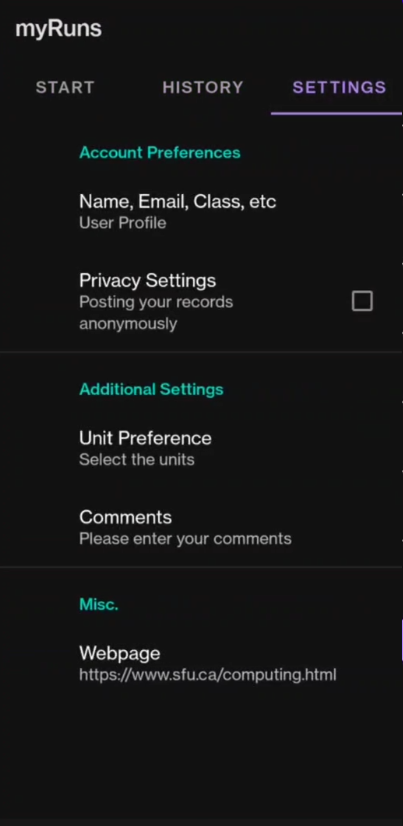 myRuns
START HISTORY SETTINGS
Account Preferences
Name, Email, Class, etc
User Profile
Privacy Settings
Posting your records
anonymously
Additional Settings
Unit Preference
Select the units
Comments
Please enter your comments
Misc.
Webpage
https://www.sfu.ca/computing.html